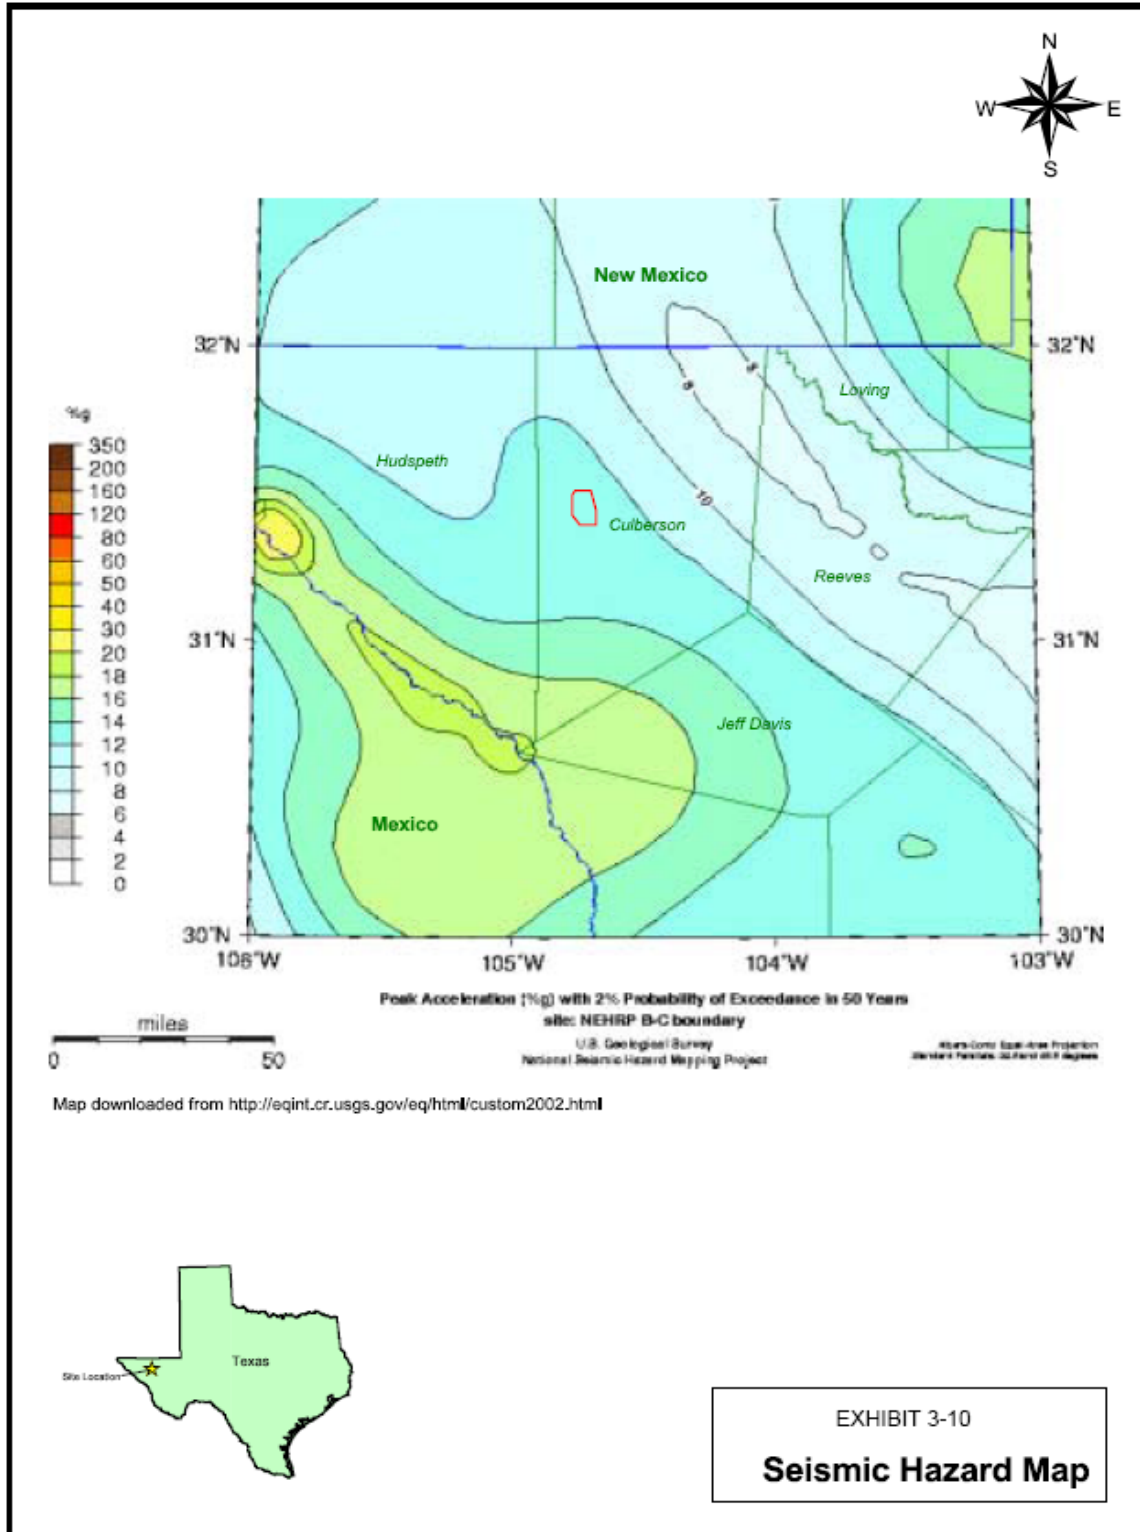 N
W E
S
New Mexico
32°N 32°N
Loving
%g
350
200
160
120
80
60
50
40
30
20
18
16
14
12
10
8
6
4
2
0
Hudspeth
Culberson
Reeves
8
8
10
31°N 31°N
Jeff Davis
Mexico
30°N 30°N
106°W 105°W 104°W 103°W
Peak Acceleration (%g) with 2% Probability of Exceedance in 50 Years
site: NEHRP B-C boundary
U.S. Geological Survey
National Seismic Hazard Mapping Project
miles
0 50
Map downloaded from http://eqint.cr.usgs.gov/eq/html/custom2002.html
Texas
Site Location
EXHIBIT 3-10
Seismic Hazard Map